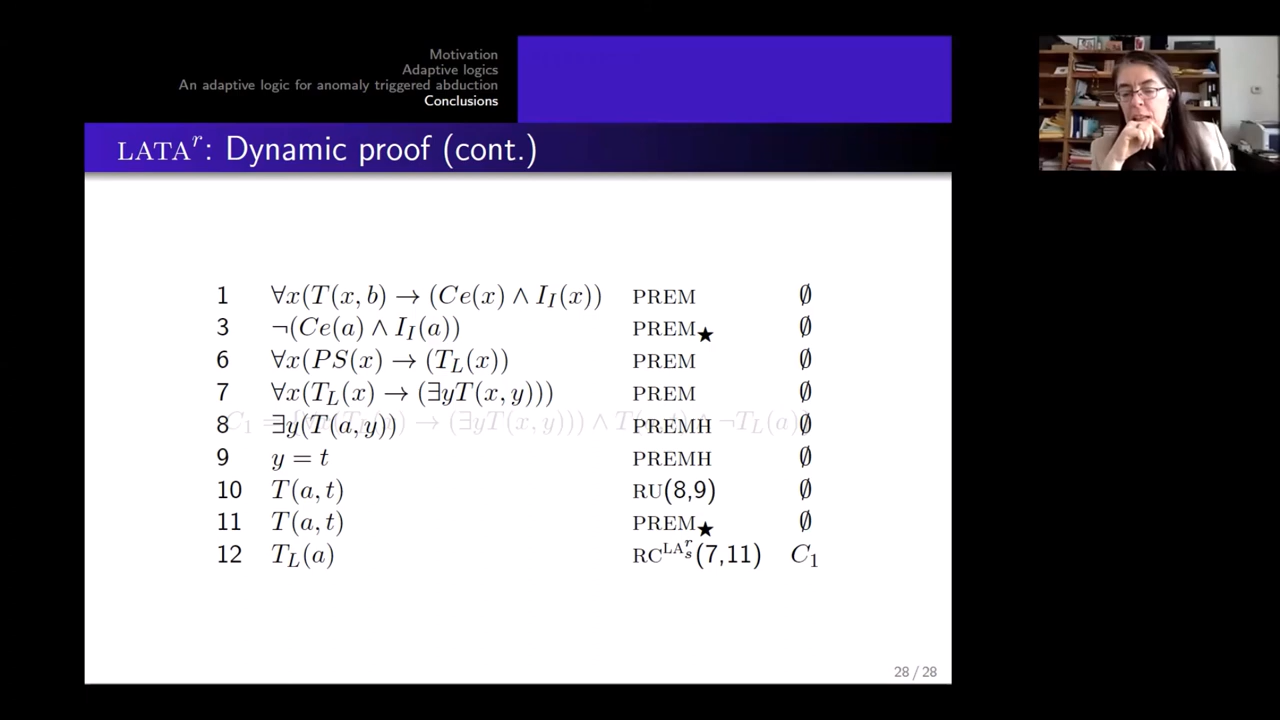 Motivation
Adaptive logics
An adaptive logic for anomaly triggered abduction
Conclusions
LATAʳ: Dynamic proof (cont.)
1 ∀x(T(x, b) → (Ce(x) ∧ I_I(x)) PREM ∅
3 ¬(Ce(a) ∧ I_I(a)) PREM★ ∅
6 ∀x(PS(x) → (T_L(x)) PREM ∅
7 ∀x(T_L(x) → (∃yT(x, y))) PREM ∅
8 ∃y(T(a, y)) PREMH ∅
9 y = t PREMH ∅
10 T(a, t) RU(8,9) ∅
11 T(a, t) PREM★ ∅
12 T_L(a) RC^{LA^r_s}(7,11) C₁
28 / 28